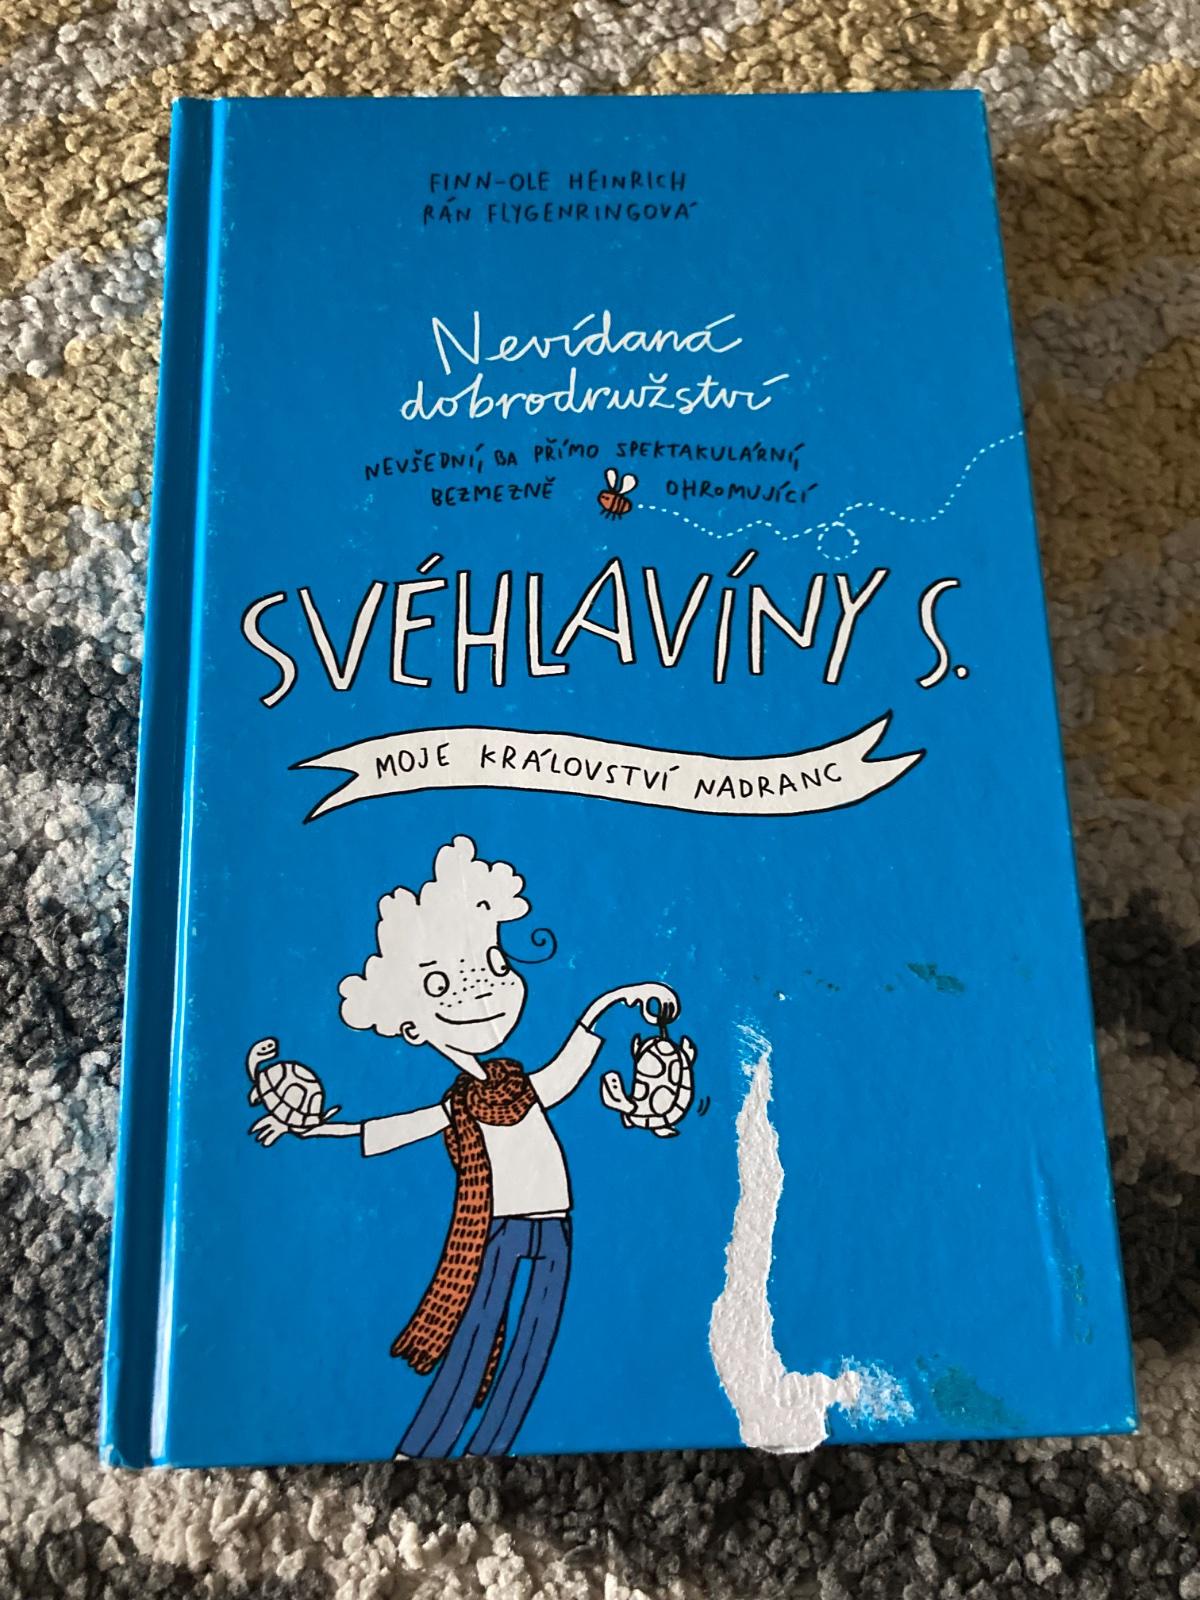 FINN-OLE HEINRICH
RÁN FLYGENRINGOVÁ
Nevídaná
dobrodružství
NEVŠEDNÍ, BA PŘÍMO SPEKTAKULÁRNÍ,
BEZMEZNĚ OHROMUJÍCÍ
SVÉHLAVÍNY S.
MOJE KRÁLOVSTVÍ NADRANC